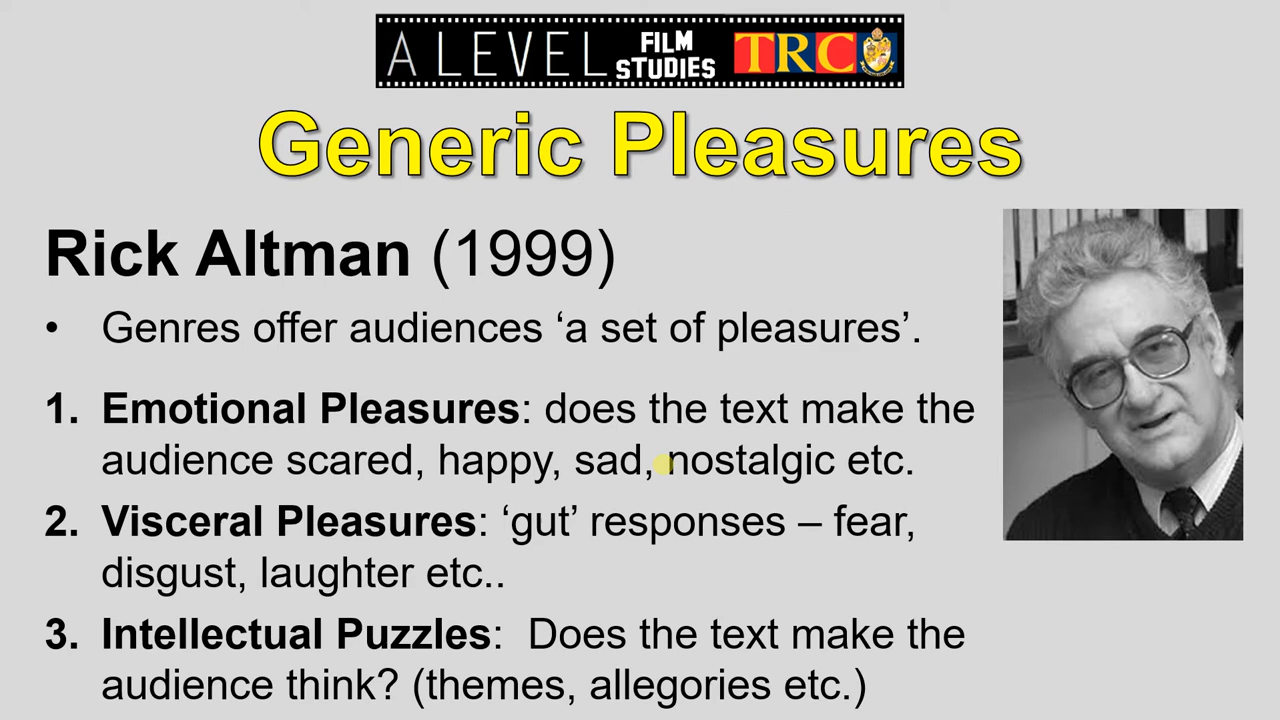 A LEVEL FILM STUDIES TRC
Generic Pleasures
Rick Altman (1999)
• Genres offer audiences ‘a set of pleasures’.
1. Emotional Pleasures: does the text make the
audience scared, happy, sad, nostalgic etc.
2. Visceral Pleasures: ‘gut’ responses – fear,
disgust, laughter etc..
3. Intellectual Puzzles: Does the text make the
audience think? (themes, allegories etc.)